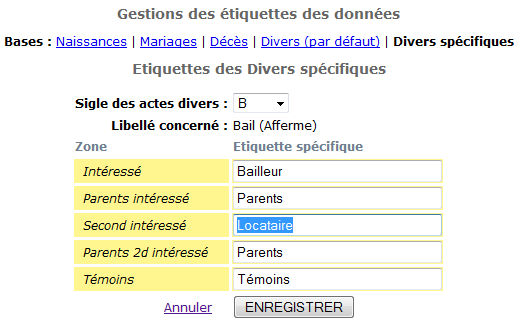 Gestions des étiquettes des données
Bases : Naissances | Mariages | Décès | Divers (par défaut) | Divers spécifiques
Etiquettes des Divers spécifiques
Sigle des actes divers : B
Libellé concerné : Bail (Afferme)
Zone Etiquette spécifique
Intéressé Bailleur
Parents intéressé Parents
Second intéressé Locataire
Parents 2d intéressé Parents
Témoins Témoins
Annuler ENREGISTRER